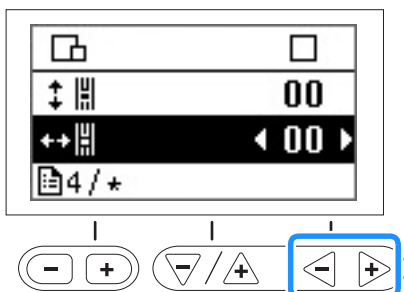 00
00
4 / *
- + - / + - +